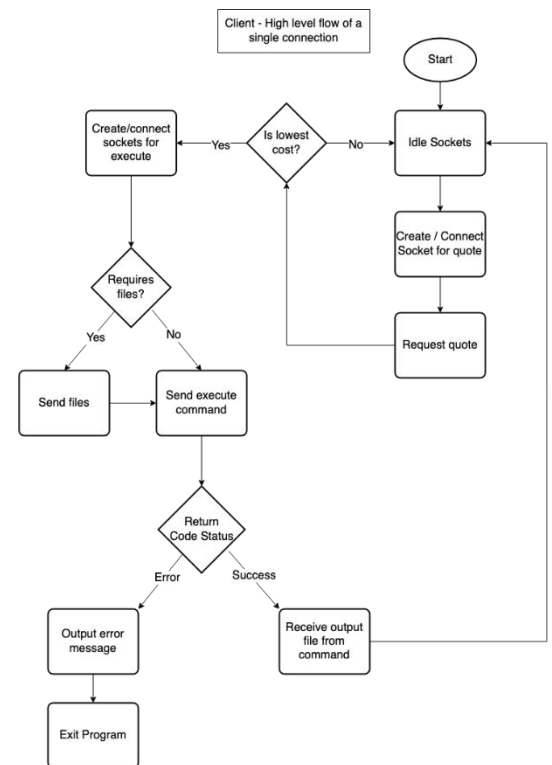 Client - High level flow of a
single connection
Start
Idle Sockets
Create / Connect
Socket for quote
Request quote
Is lowest
cost?
No
Yes
Create/connect
sockets for
execute
Requires
files?
Yes
No
Send files
Send execute
command
Return
Code Status
Error
Success
Output error
message
Receive output
file from
command
Exit Program